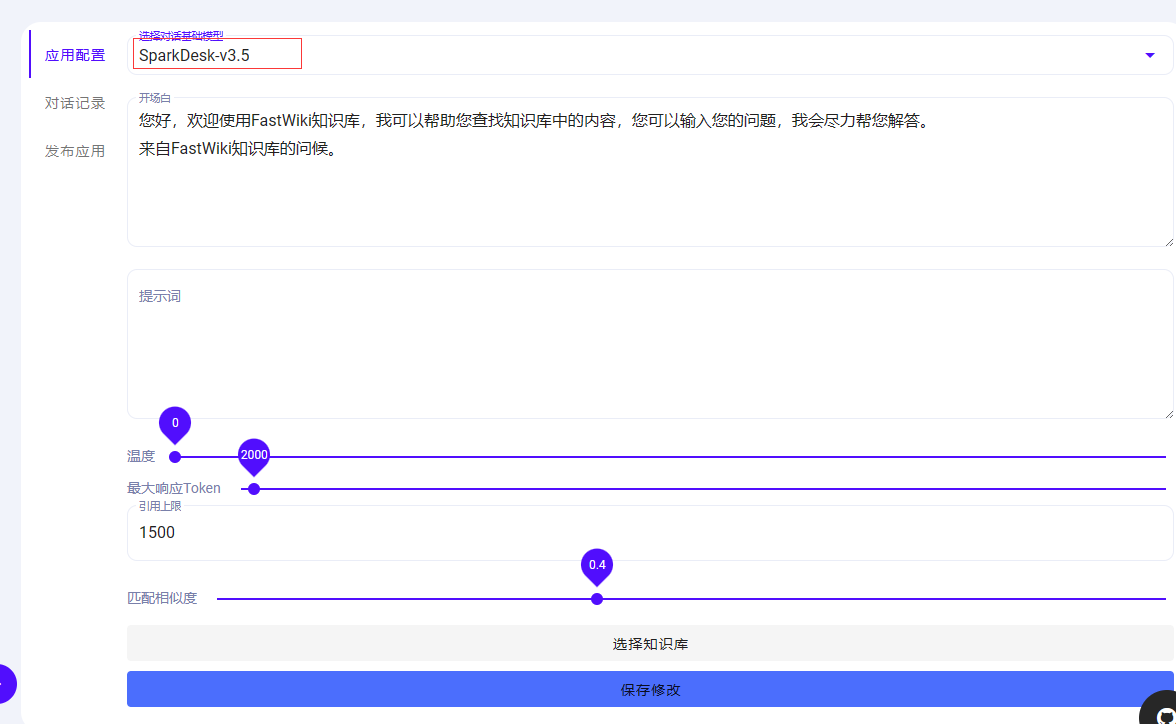 应用配置
对话记录
发布应用
选择对话基础模型
SparkDesk-v3.5
开场白
您好，欢迎使用FastWiki知识库，我可以帮助您查找知识库中的内容，您可以输入您的问题，我会尽力帮您解答。
来自FastWiki知识库的问候。
提示词
0
温度
2000
最大响应Token
引用上限
1500
0.4
匹配相似度
选择知识库
保存修改